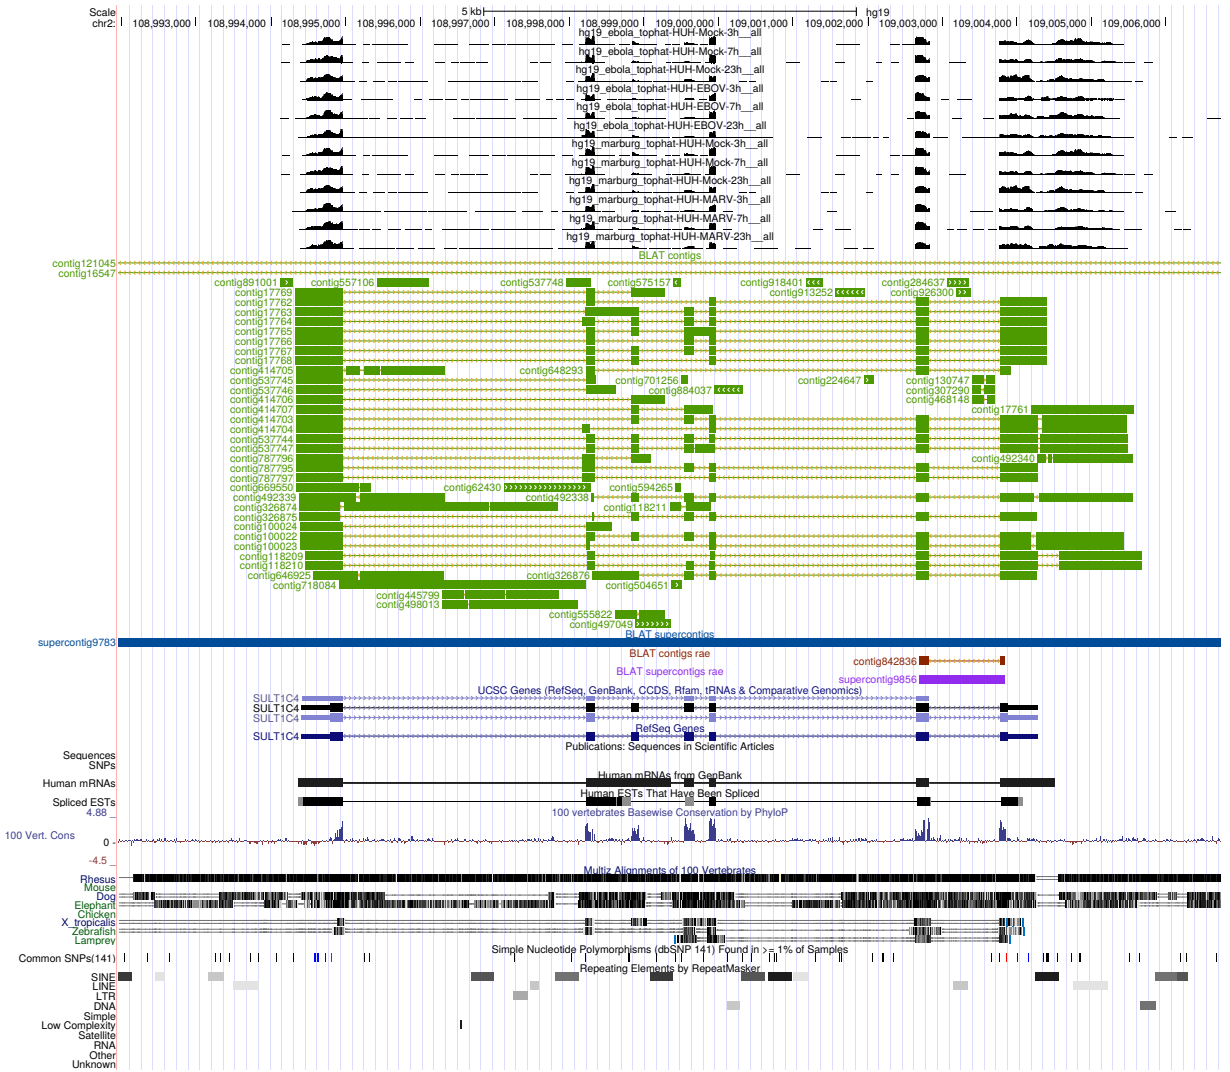 Scale 5 kb hg19
chr2: 108,993,000 108,994,000 108,995,000 108,996,000 108,997,000 108,998,000 108,999,000 109,000,000 109,001,000 109,002,000 109,003,000 109,004,000 109,005,000 109,006,000
hg19_ebola_tophat-HUH-Mock-3h__all
hg19_ebola_tophat-HUH-Mock-7h__all
hg19_ebola_tophat-HUH-Mock-23h__all
hg19_ebola_tophat-HUH-EBOV-3h__all
hg19_ebola_tophat-HUH-EBOV-7h__all
hg19_ebola_tophat-HUH-EBOV-23h__all
hg19_marburg_tophat-HUH-Mock-3h__all
hg19_marburg_tophat-HUH-Mock-7h__all
hg19_marburg_tophat-HUH-Mock-23h__all
hg19_marburg_tophat-HUH-MARV-3h__all
hg19_marburg_tophat-HUH-MARV-7h__all
hg19_marburg_tophat-HUH-MARV-23h__all
BLAT contigs
contig121045
contig16547
contig891001 contig557106 contig537748 contig575157 contig918401 contig284637
contig17769 contig913252 contig926300
contig17762
contig17763
contig17764
contig17765
contig17766
contig17767
contig17768
contig414705 contig648293
contig537745 contig701256 contig224647 contig130747
contig537746 contig884037 contig307290
contig414706 contig468148
contig414707 contig17761
contig414703
contig414704
contig537744
contig537747
contig787796 contig492340
contig787795
contig787797
contig669550 contig62430 contig594265
contig492339 contig492338
contig326874 contig118211
contig326875
contig100024
contig100022
contig100023
contig118209
contig118210
contig646925 contig326876
contig718084 contig504651
contig445799
contig498013
contig555822
contig497049
BLAT supercontigs
supercontig9783
BLAT contigs rae
contig842836
BLAT supercontigs rae
supercontig9856
UCSC Genes (RefSeq, GenBank, CCDS, Rfam, tRNAs & Comparative Genomics)
SULT1C4
SULT1C4
SULT1C4
RefSeq Genes
SULT1C4
Publications: Sequences in Scientific Articles
Sequences
SNPs
Human mRNAs from GenBank
Human mRNAs
Human ESTs That Have Been Spliced
Spliced ESTs
100 vertebrates Basewise Conservation by PhyloP
4.88
100 Vert. Cons
0
-4.5
Multiz Alignments of 100 Vertebrates
Rhesus
Mouse
Dog
Elephant
Chicken
X_tropicalis
Zebrafish
Lamprey
Simple Nucleotide Polymorphisms (dbSNP 141) Found in >= 1% of Samples
Common SNPs(141)
Repeating Elements by RepeatMasker
SINE
LINE
LTR
DNA
Simple
Low Complexity
Satellite
RNA
Other
Unknown